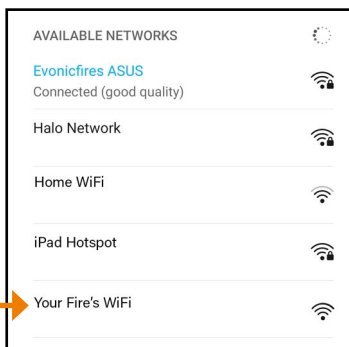 AVAILABLE NETWORKS
Evonicfires ASUS
Connected (good quality)
Halo Network
Home WiFi
iPad Hotspot
Your Fire's WiFi